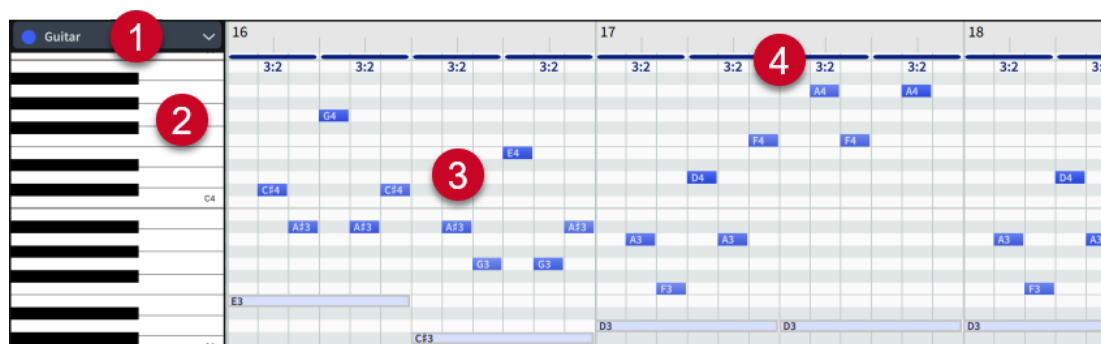 Guitar 1 16 17 18
3:2 3:2 3:2 3:2 3:2 3:2 4 3:2 3:2 3:
A4 A4
2 G4
F4 F4
E4
3 D4 D4
C♯4 C♯4
C4
A♯3 A♯3 A♯3 A♯3
A3 A3 A3 A3
G3 G3
F3 F3
E3
D3 D3 D3
C♯3